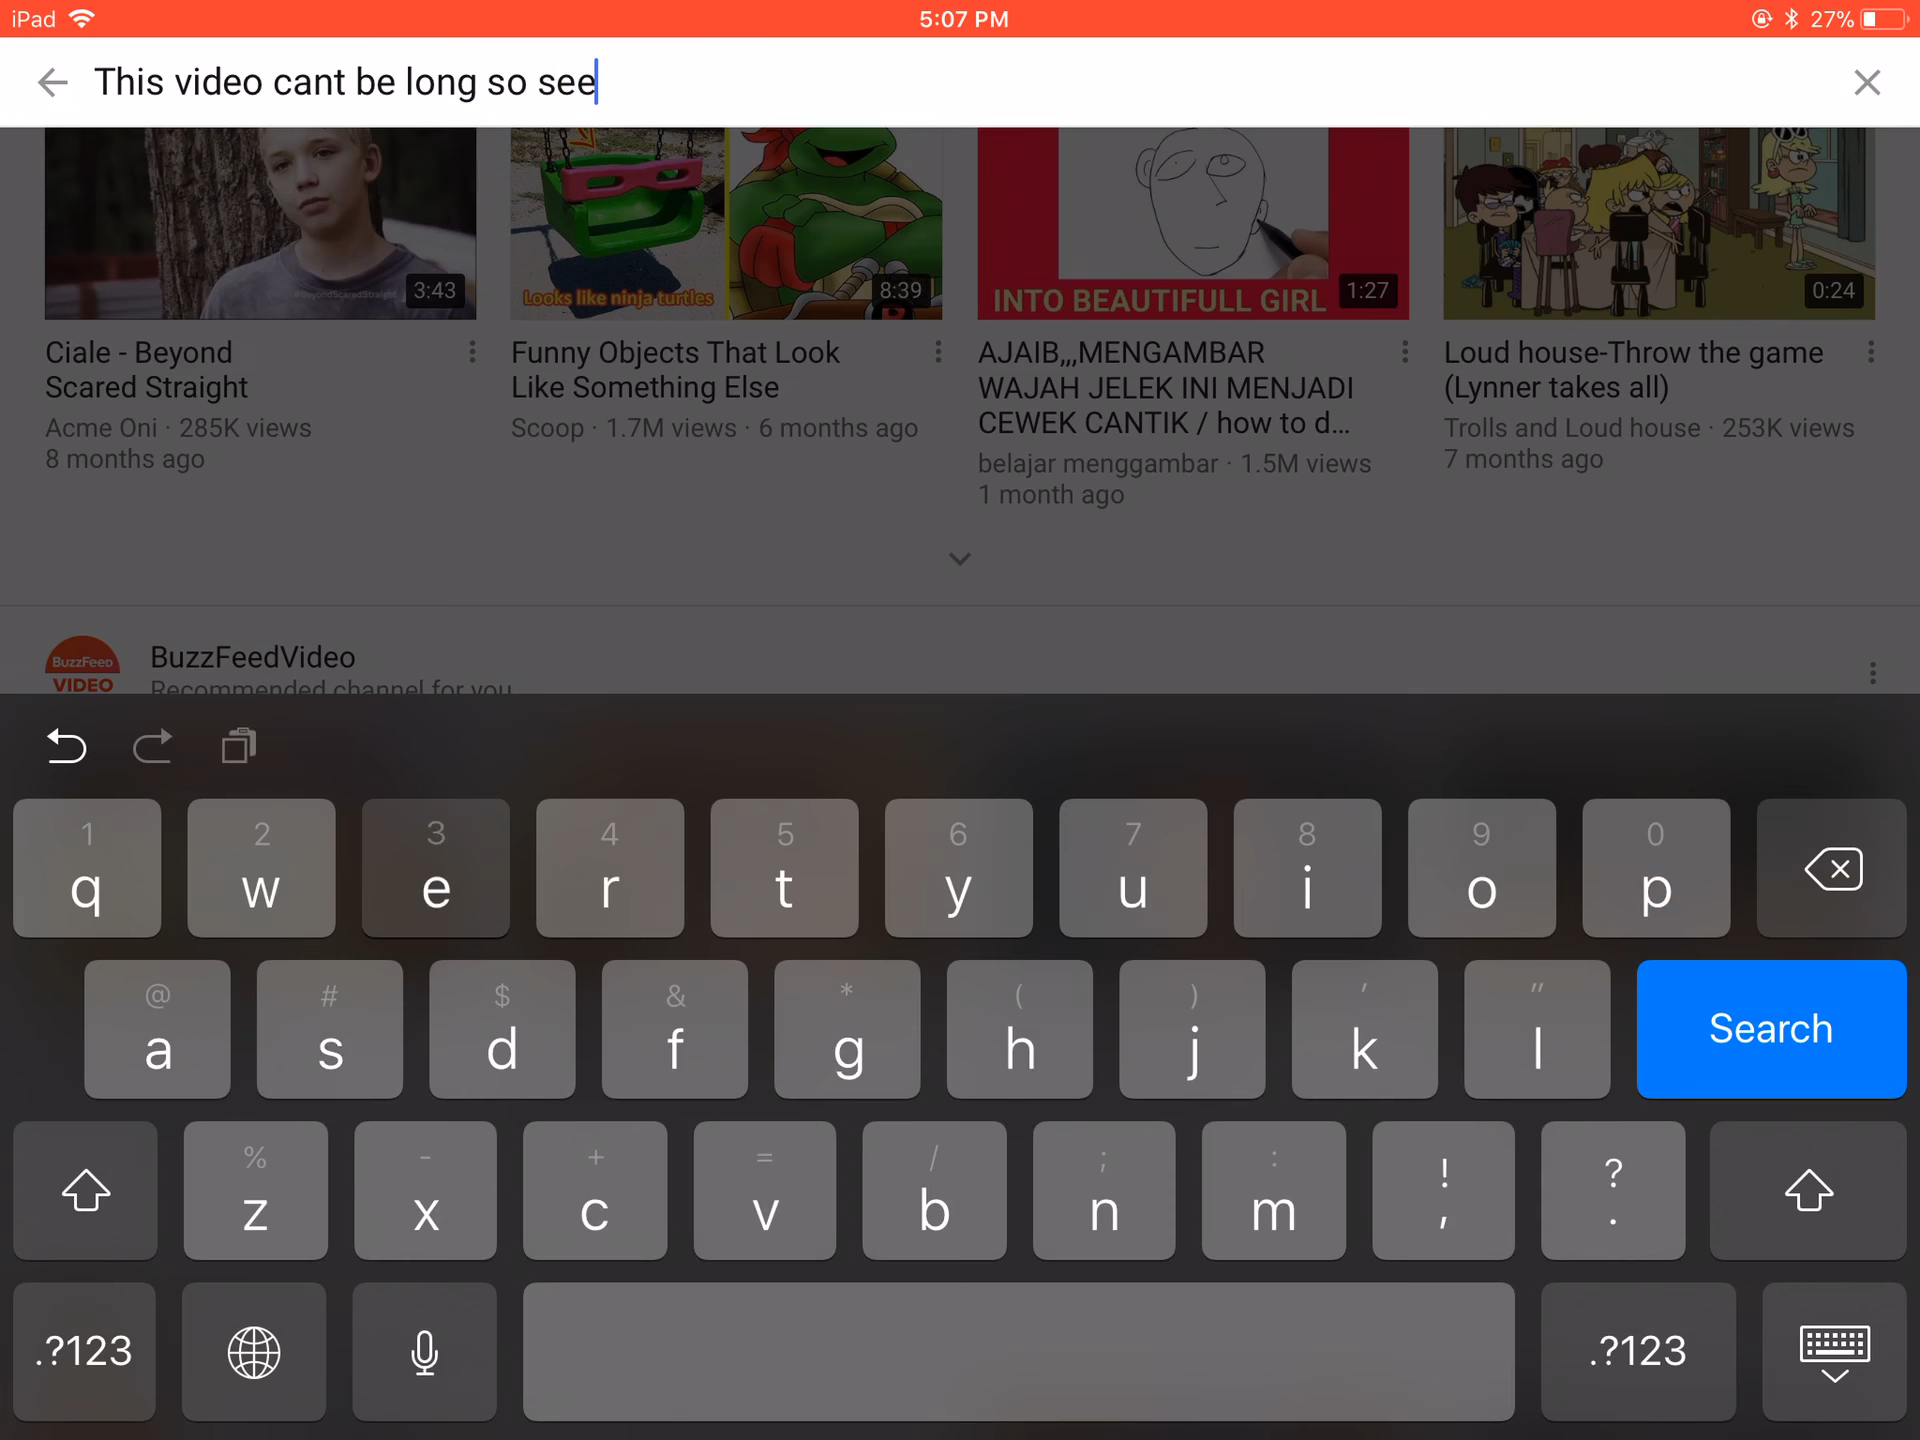 iPad 5:07 PM 27%
This video cant be long so see
#BeyondScaredStraight
3:43
Looks like ninja turtles
8:39
INTO BEAUTIFULL GIRL
1:27
0:24
Ciale - Beyond
Scared Straight
Acme Oni · 285K views
8 months ago
Funny Objects That Look
Like Something Else
Scoop · 1.7M views · 6 months ago
AJAIB,,,MENGAMBAR
WAJAH JELEK INI MENJADI
CEWEK CANTIK / how to d...
belajar menggambar · 1.5M views
1 month ago
Loud house-Throw the game
(Lynner takes all)
Trolls and Loud house · 253K views
7 months ago
BuzzFeed
VIDEO
BuzzFeedVideo
Recommended channel for you
1 2 3 4 5 6 7 8 9 0
q w e r t y u i o p
@ # $ & * ( ) ' "
a s d f g h j k l Search
% - + = / ; : ! ?
z x c v b n m , .
.?123 .?123